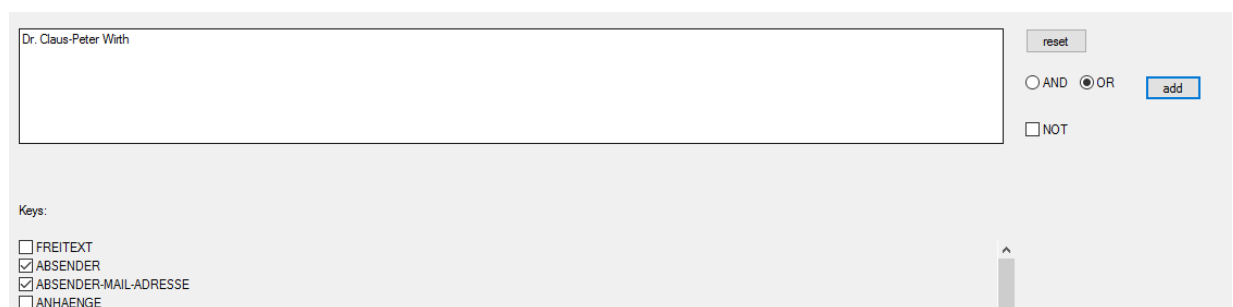 Dr. Claus-Peter Wirth
reset
AND OR
add
NOT
Keys:
FREITEXT
ABSENDER
ABSENDER-MAIL-ADRESSE
ANHAENGE